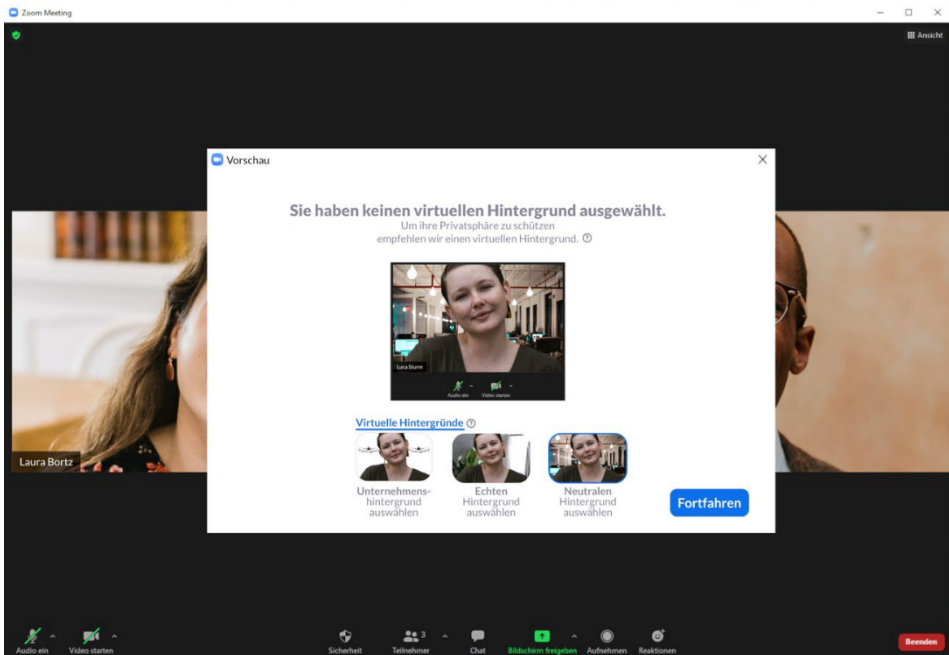 Zoom Meeting
Ansicht
Vorschau
Sie haben keinen virtuellen Hintergrund ausgewählt.
Um ihre Privatsphäre zu schützen
empfehlen wir einen virtuellen Hintergrund.
Luca Sturm
Audio ein Video starten
Virtuelle Hintergründe
Unternehmens-
hintergrund
auswählen
Echten
Hintergrund
auswählen
Neutralen
Hintergrund
auswählen
Fortfahren
Laura Bortz
Audio ein Video starten Sicherheit Teilnehmer 3 Chat Bildschirm freigeben Aufnehmen Reaktionen Beenden